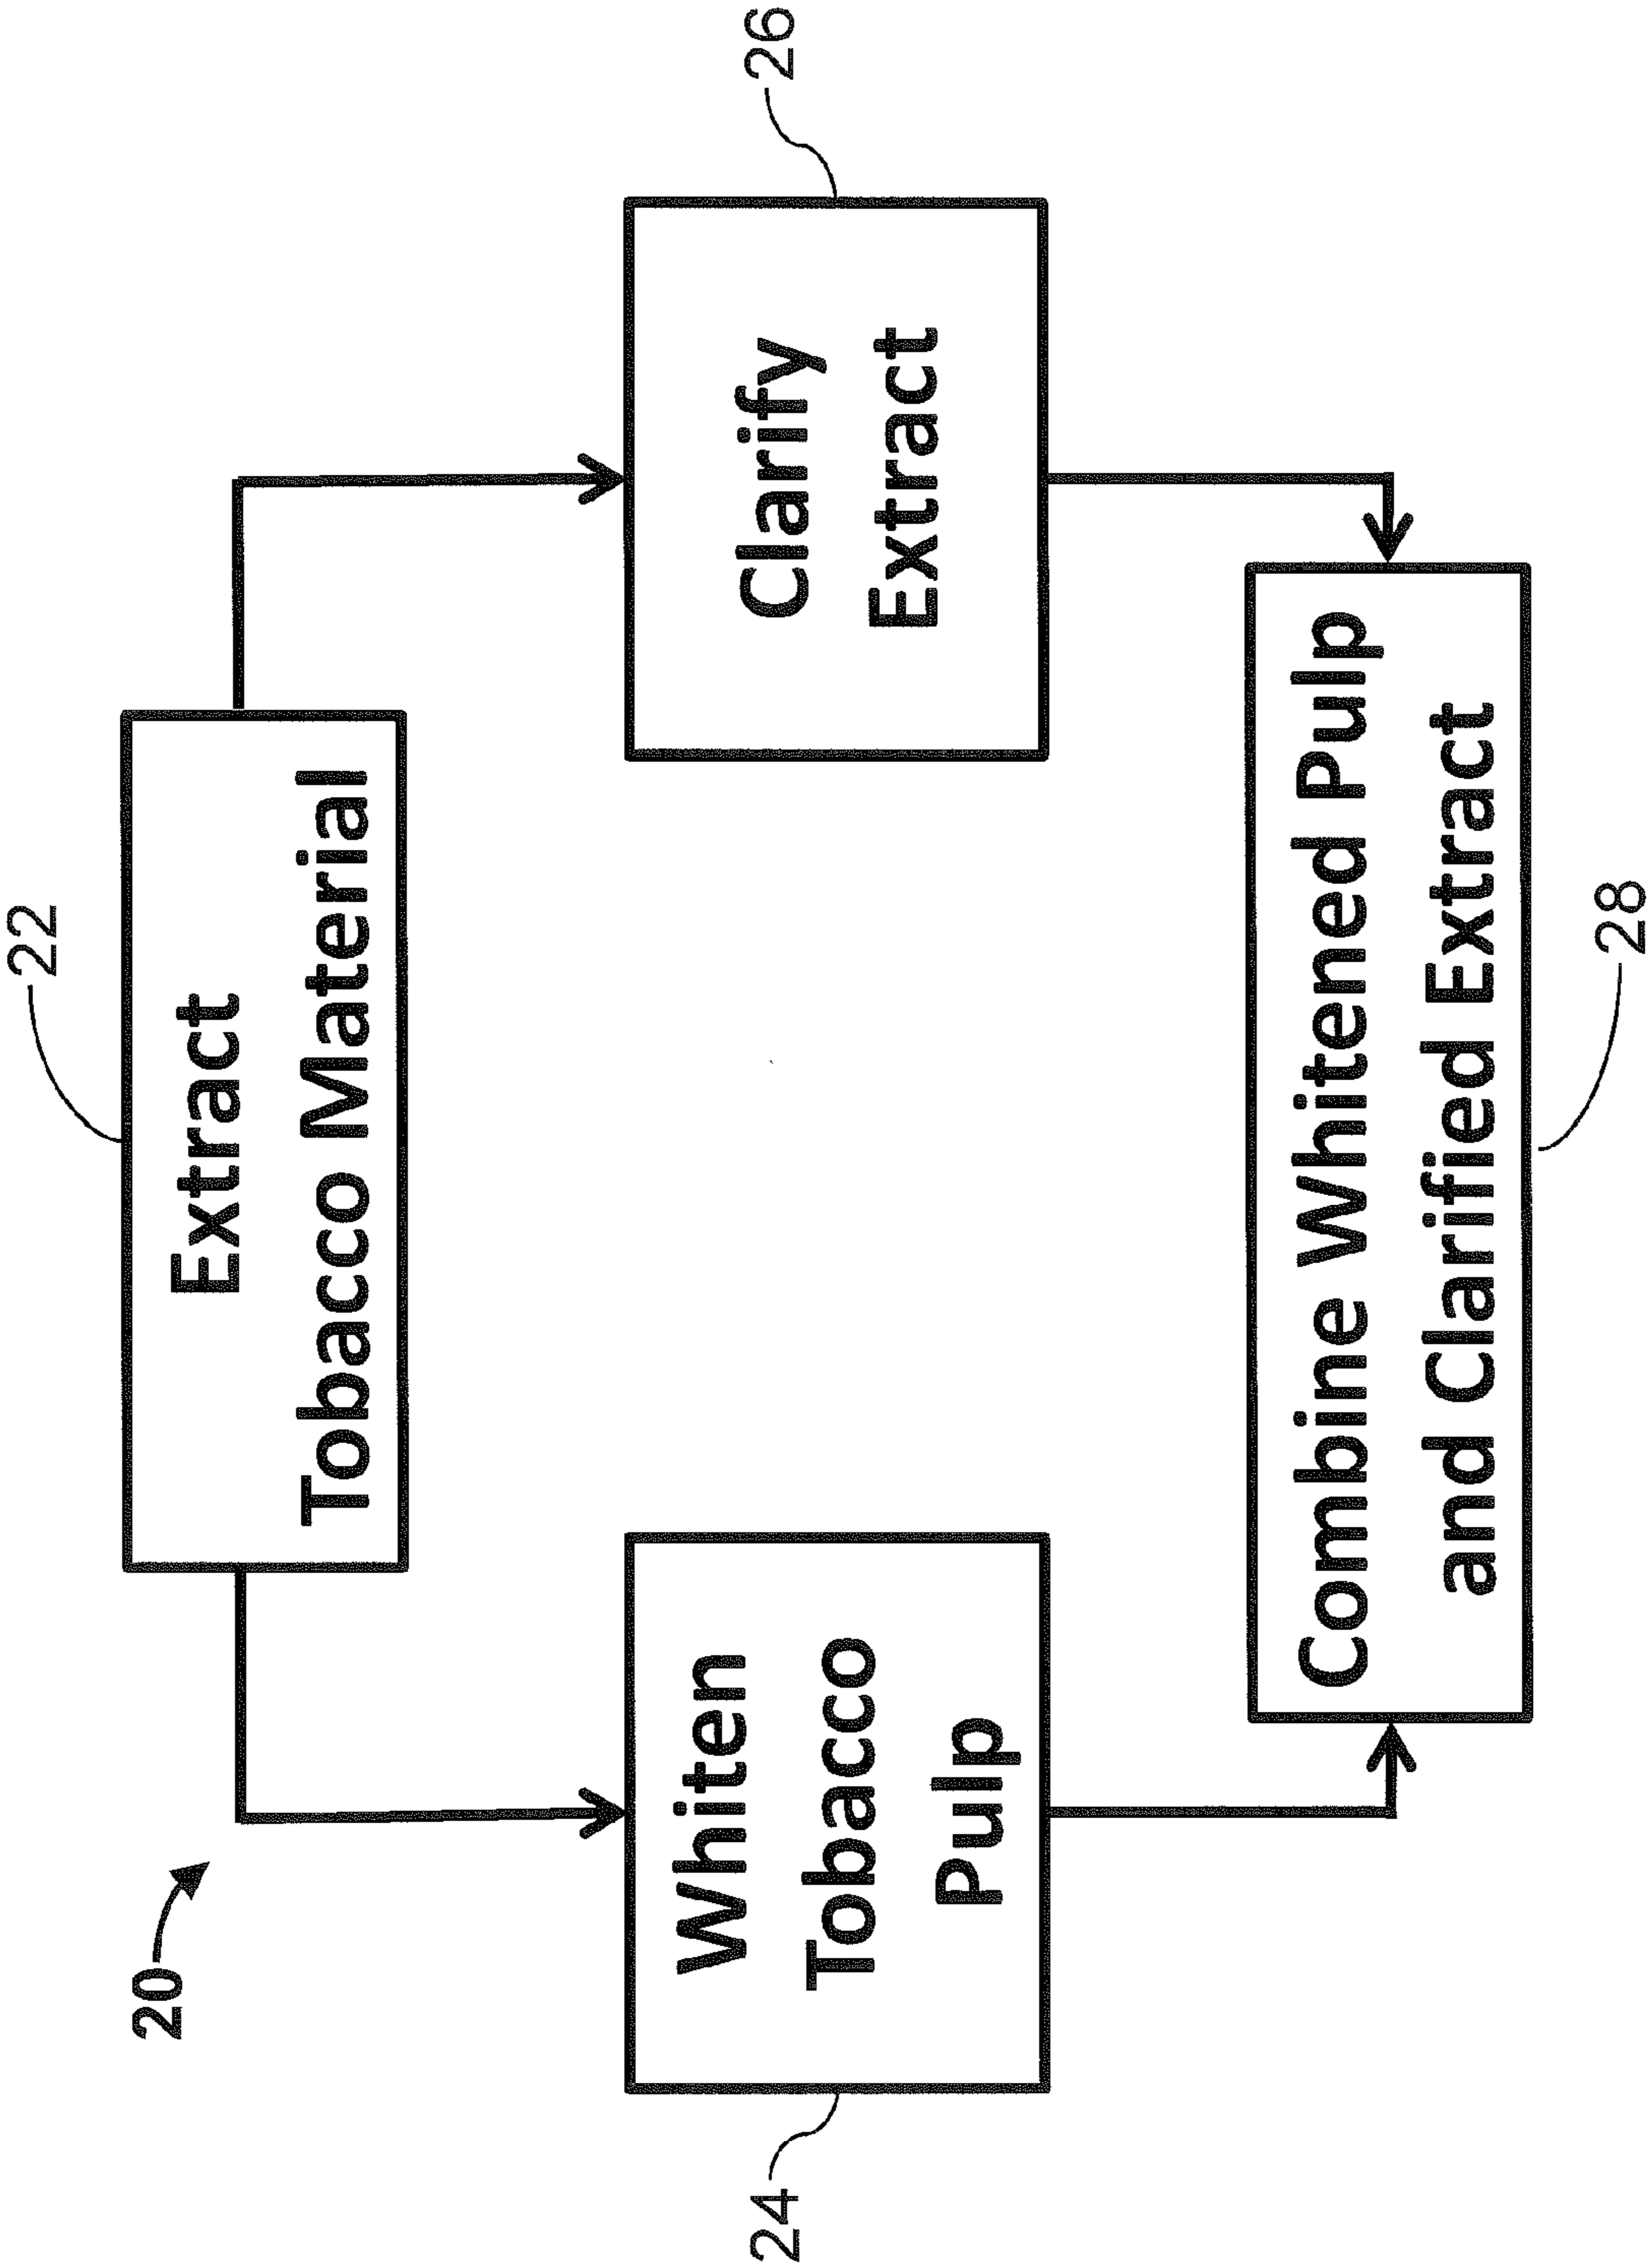 20
22
Extract
Tobacco Material
24
Whiten
Tobacco
Pulp
26
Clarify
Extract
Combine Whitened Pulp
and Clarified Extract
28